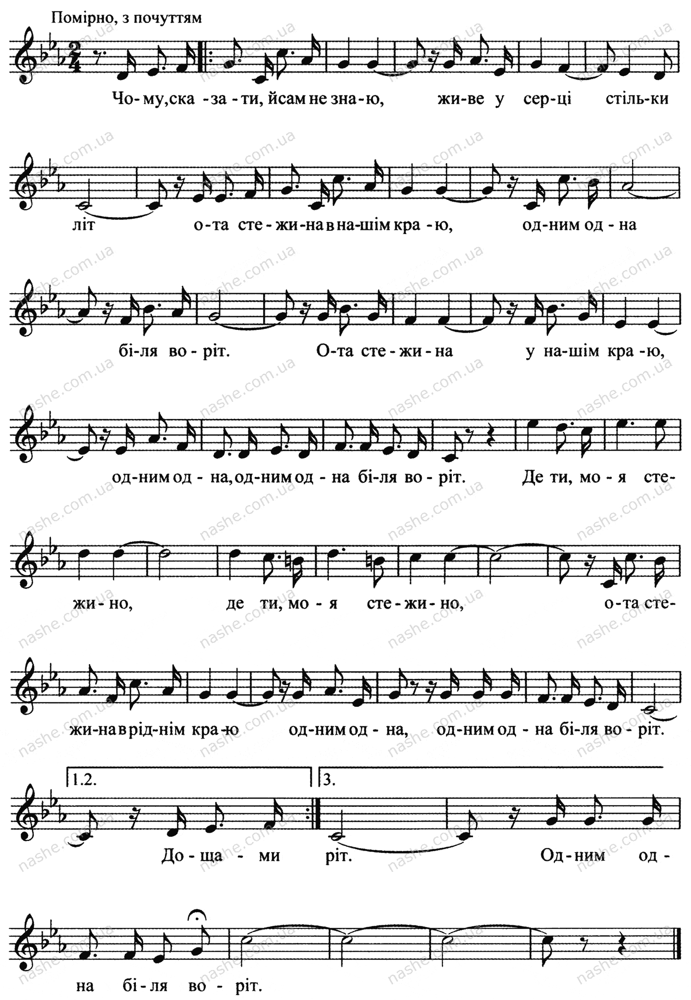 Помірно, з почуттям
Чо- му,ска -за - ти, йсам не зна-ю, жи-ве у сер-ці стіль-ки
літ о-та сте - жи-на в на-шім кра -ю, од-ним од - на
бі-ля во - ріт. О-та сте - жи - на у на-шім кра -ю,
од-ним од - на, од-ним од - на бі-ля во - ріт. Де ти, мо - я сте-
жи - но, де ти, мо - я сте - жи - но, о-та сте-
жи-на в рід-нім кра-ю од-ним од - на, од-ним од - на бі-ля во - ріт.
1.2. 3.
До - ща - ми ріт. Од-ним од -
на бі - ля во - ріт.
nashe.com.ua